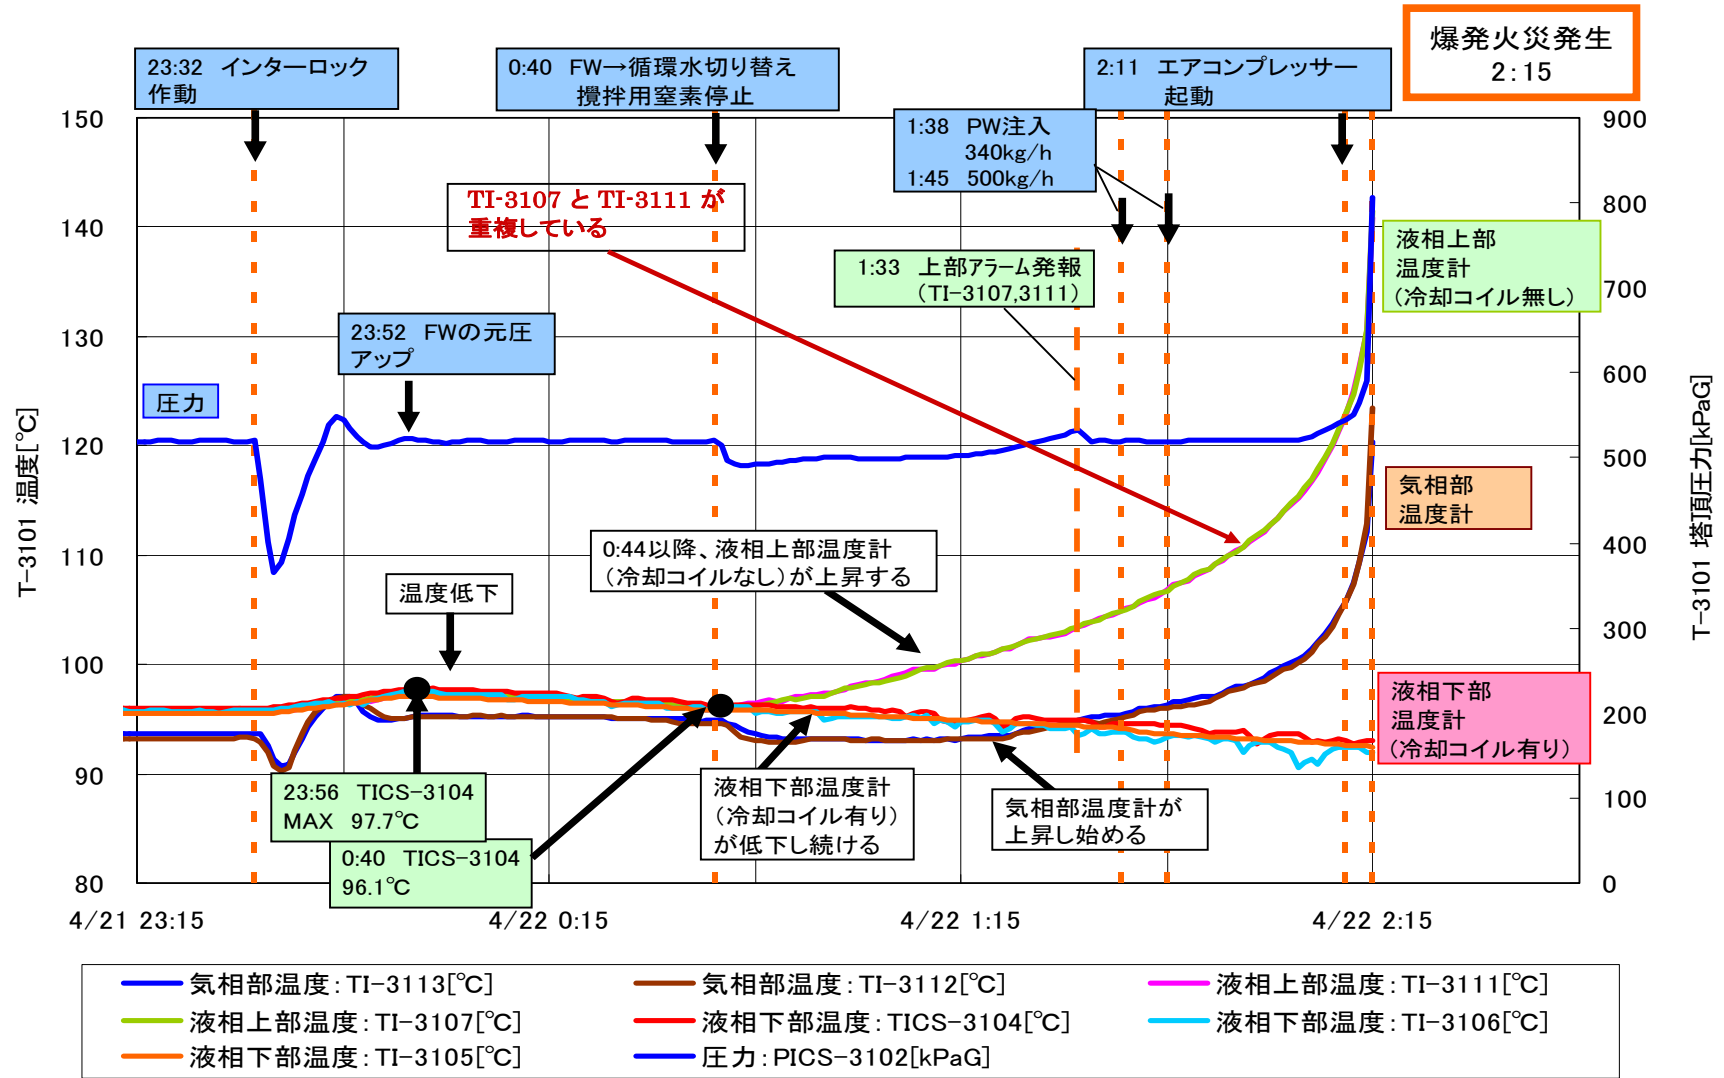 爆発火災発生
2:15
23:32 インターロック
作動
0:40 FW→循環水切り替え
攪拌用窒素停止
2:11 エアコンプレッサー
起動
1:38 PW注入
340kg/h
1:45 500kg/h
TI-3107 と TI-3111 が
重複している
1:33 上部アラーム発報
(TI-3107,3111)
液相上部
温度計
(冷却コイル無し)
23:52 FWの元圧
アップ
圧力
気相部
温度計
0:44以降、液相上部温度計
(冷却コイルなし)が上昇する
温度低下
液相下部
温度計
(冷却コイル有り)
23:56 TICS-3104
MAX 97.7℃
0:40 TICS-3104
96.1℃
液相下部温度計
(冷却コイル有り)
が低下し続ける
気相部温度計が
上昇し始める
T-3101 温度[℃]
150
140
130
120
110
100
90
80
T-3101 塔頂圧力[kPaG]
900
800
700
600
500
400
300
200
100
0
4/21 23:15
4/22 0:15
4/22 1:15
4/22 2:15
気相部温度:TI-3113[℃]
気相部温度:TI-3112[℃]
液相上部温度:TI-3111[℃]
液相上部温度:TI-3107[℃]
液相下部温度:TICS-3104[℃]
液相下部温度:TI-3106[℃]
液相下部温度:TI-3105[℃]
圧力:PICS-3102[kPaG]